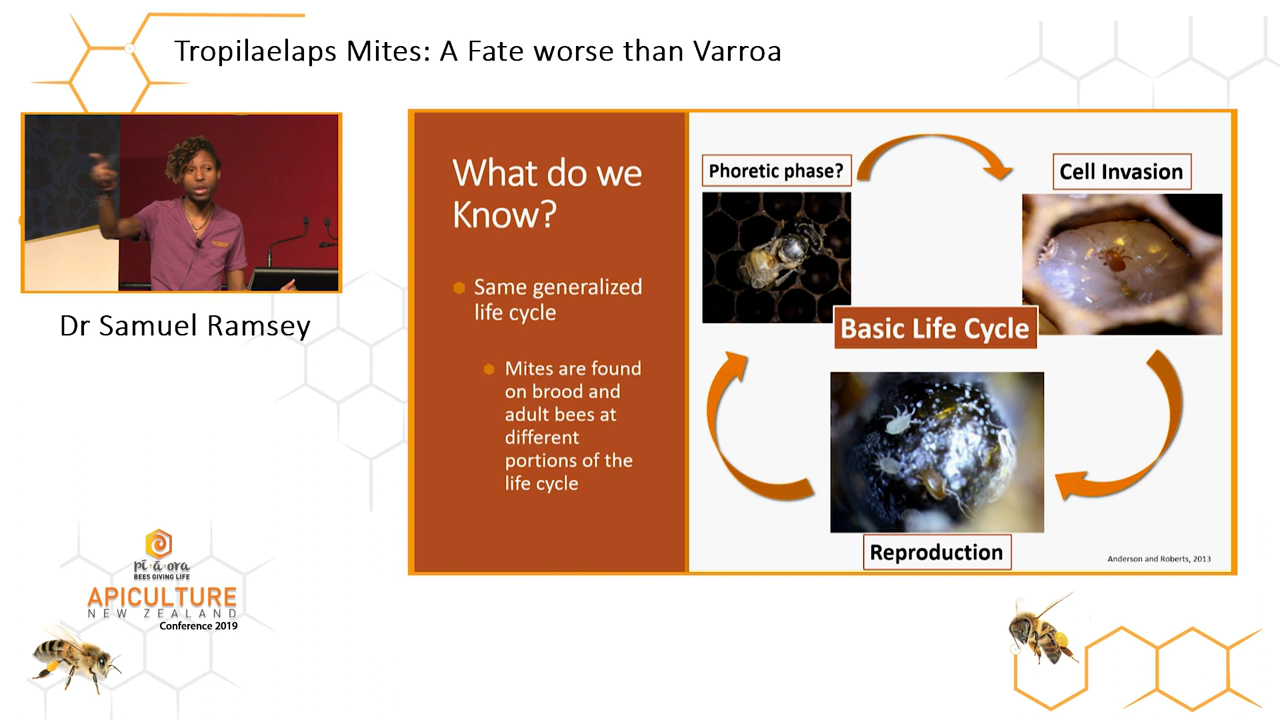 Tropilaelaps Mites: A Fate worse than Varroa
Dr Samuel Ramsey
What do we
Know?
Same generalized
life cycle
Mites are found
on brood and
adult bees at
different
portions of the
life cycle
Phoretic phase?
Cell Invasion
Basic Life Cycle
Reproduction
Anderson and Roberts, 2013
pī·ā·ora
BEES GIVING LIFE
APICULTURE
NEW ZEALAND
Conference 2019